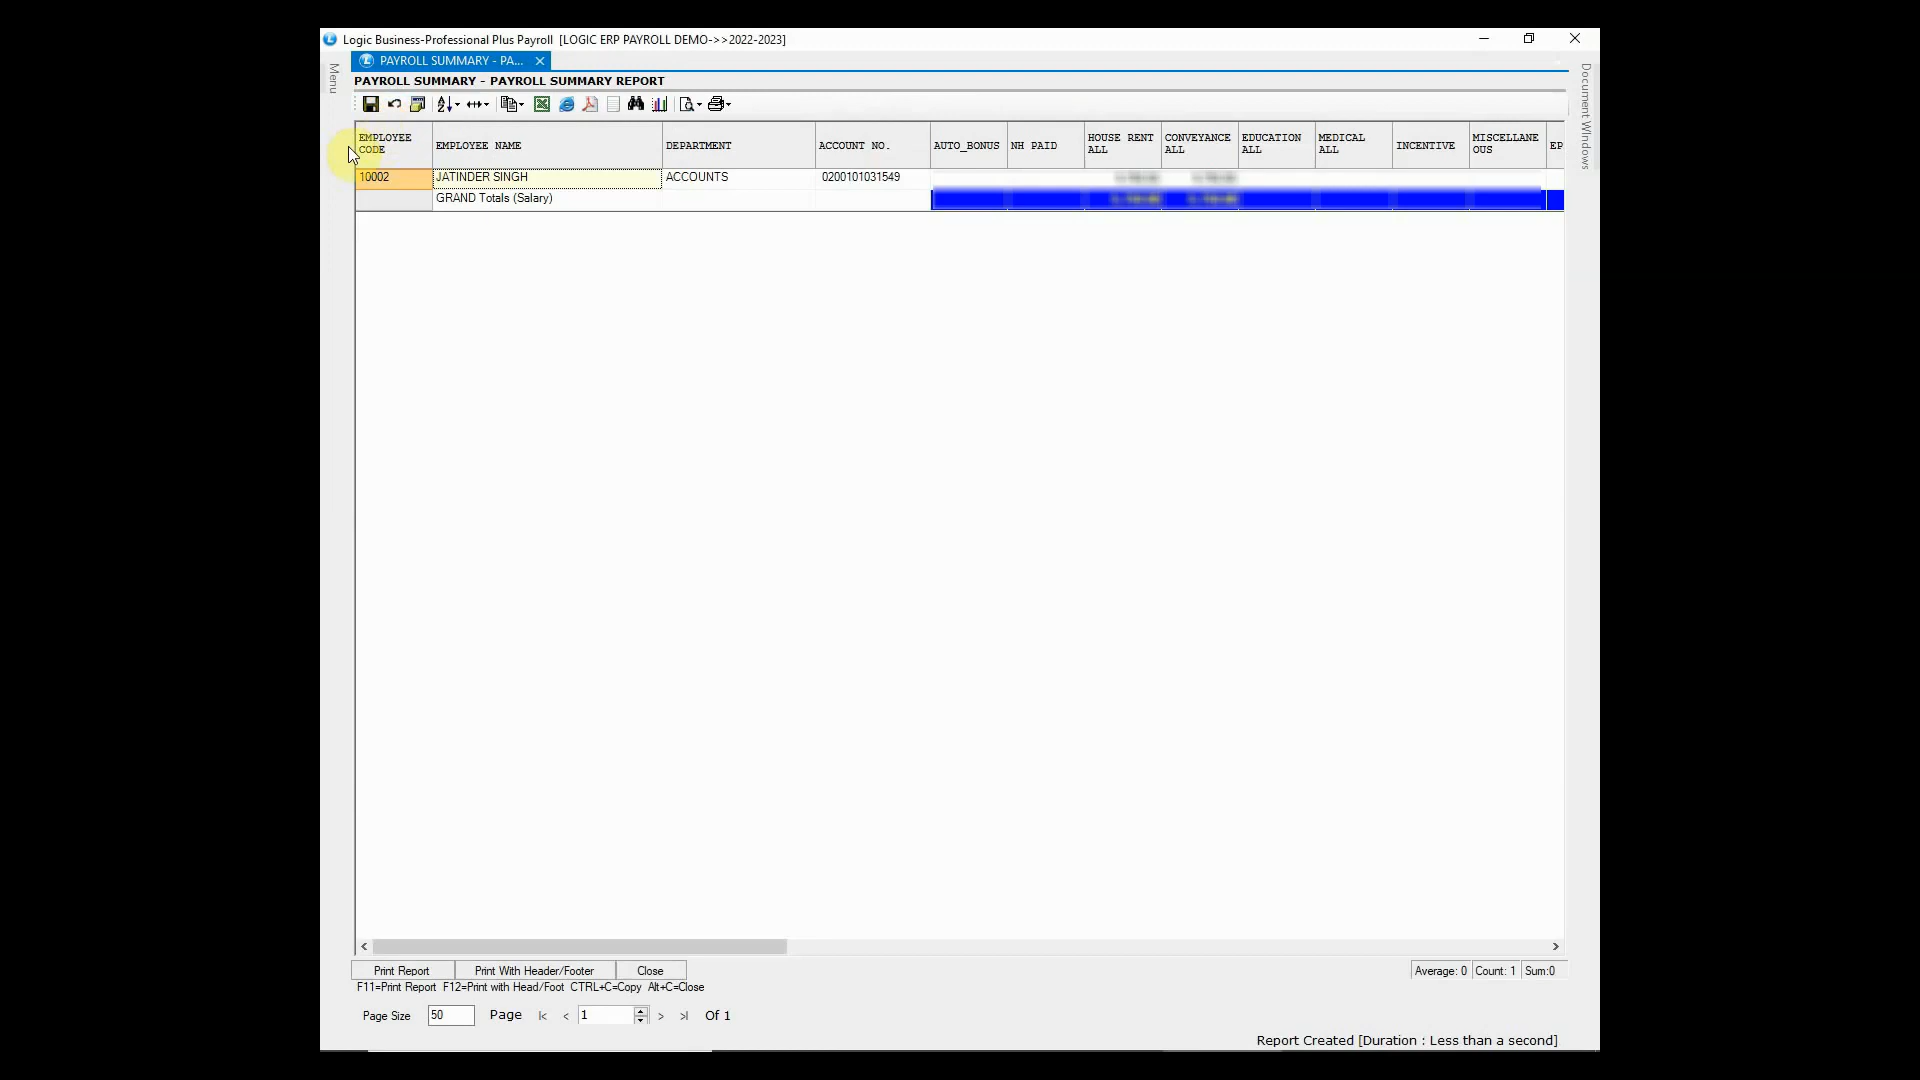 Logic Business-Professional Plus Payroll [LOGIC ERP PAYROLL DEMO->>2022-2023]
PAYROLL SUMMARY - PA...
Menu
Document Windows
PAYROLL SUMMARY - PAYROLL SUMMARY REPORT
EMPLOYEE CODE EMPLOYEE NAME DEPARTMENT ACCOUNT NO. AUTO_BONUS NH PAID HOUSE RENT ALL CONVEYANCE ALL EDUCATION ALL MEDICAL ALL INCENTIVE MISCELLANEOUS EP
10002 JATINDER SINGH ACCOUNTS 0200101031549
GRAND Totals (Salary)
Print Report Print With Header/Footer Close Average: 0 Count: 1 Sum:0
F11=Print Report F12=Print with Head/Foot CTRL+C=Copy Alt+C=Close
Page Size 50 Page |< < 1 > >| Of 1
Report Created [Duration : Less than a second]